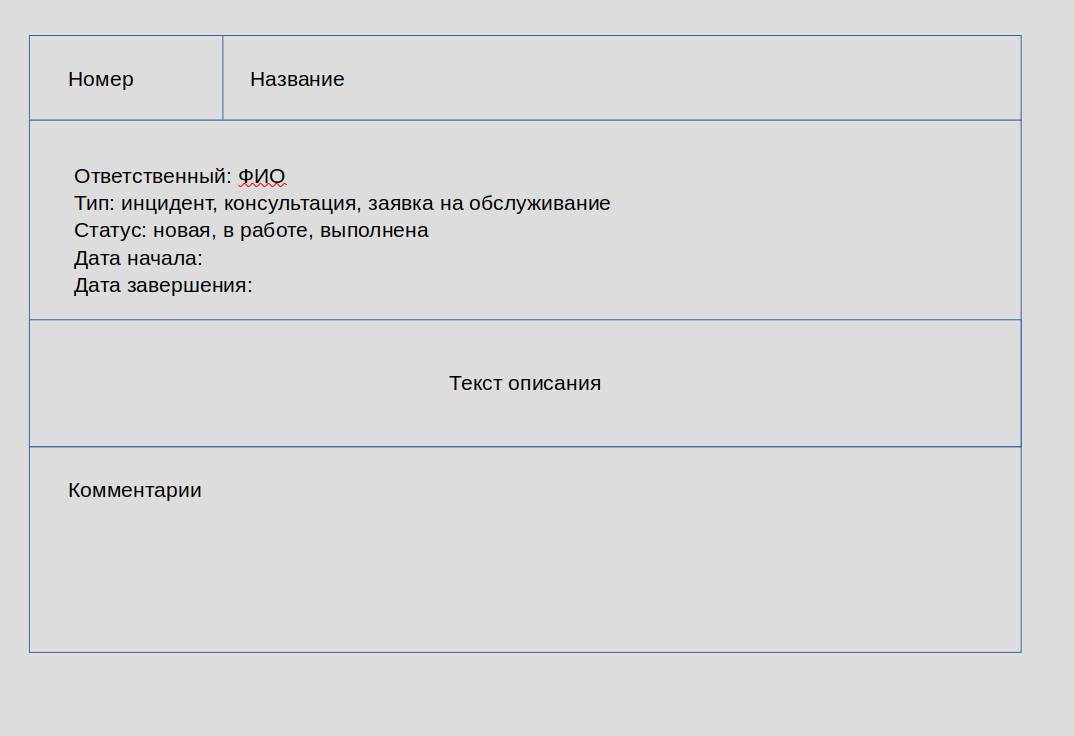 Номер
Название
Ответственный: ФИО
Тип: инцидент, консультация, заявка на обслуживание
Статус: новая, в работе, выполнена
Дата начала:
Дата завершения:
Текст описания
Комментарии